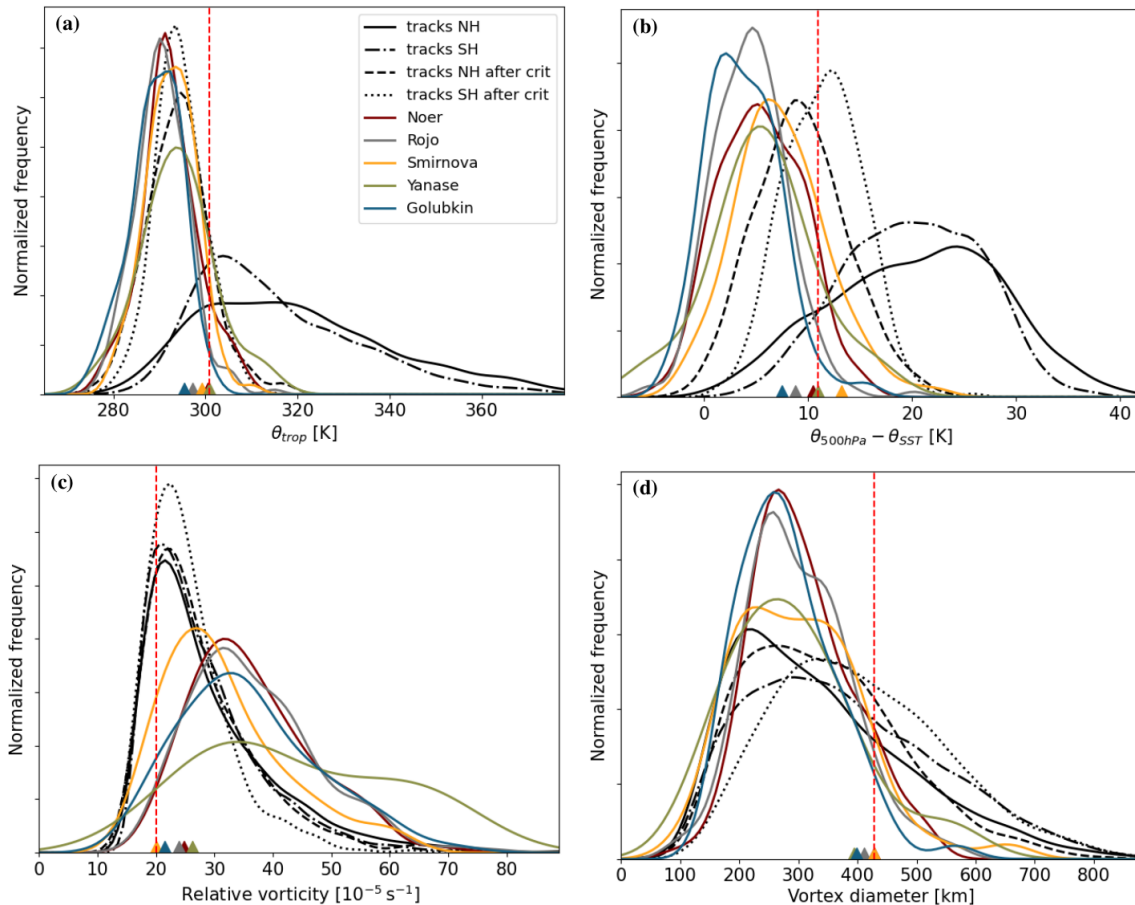 (a)
Normalized frequency
tracks NH
tracks SH
tracks NH after crit
tracks SH after crit
Noer
Rojo
Smirnova
Yanase
Golubkin
280 300 320 340 360
θ_trop [K]
(b)
Normalized frequency
0 10 20 30 40
θ_500hPa − θ_SST [K]
(c)
Normalized frequency
0 10 20 30 40 50 60 70 80
Relative vorticity [10⁻⁵ s⁻¹]
(d)
Normalized frequency
0 100 200 300 400 500 600 700 800
Vortex diameter [km]